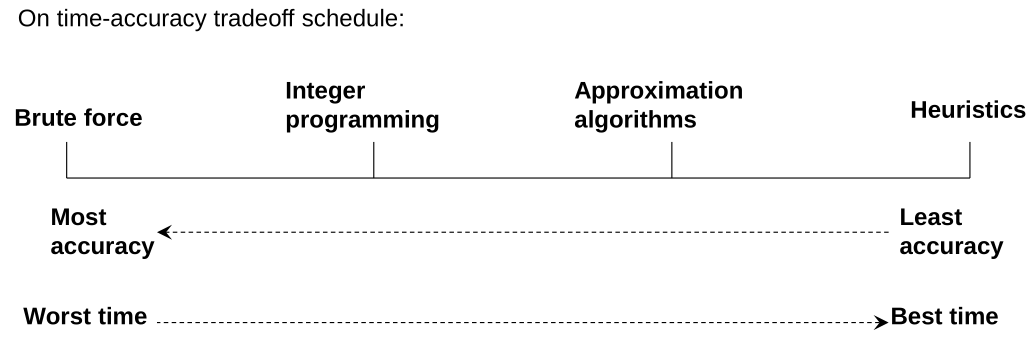 On time-accuracy tradeoff schedule:
Brute force
Integer
programming
Approximation
algorithms
Heuristics
Most
accuracy
Least
accuracy
Worst time
Best time